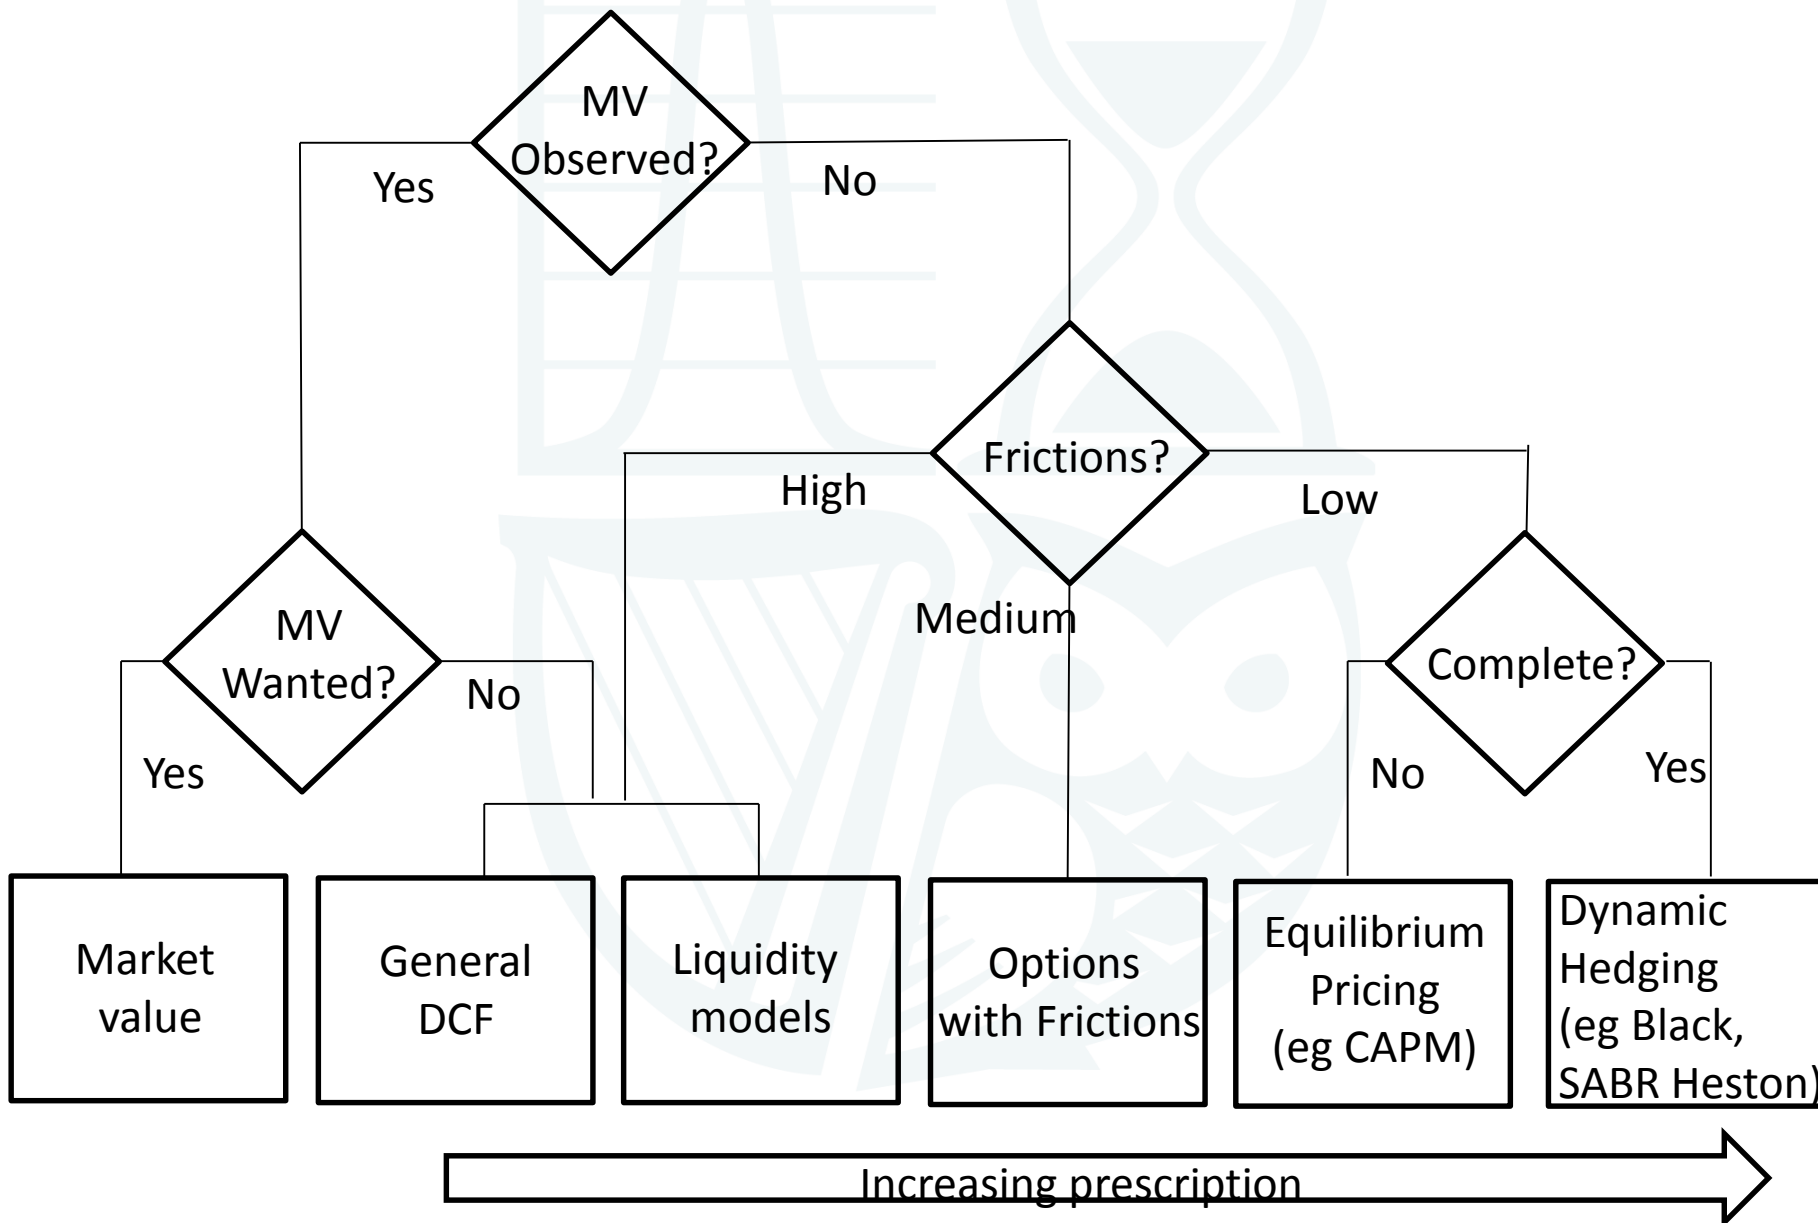 MV
Observed?
Yes
No
Frictions?
High
Low
Medium
MV
Wanted?
No
Yes
Complete?
No
Yes
Market
value
General
DCF
Liquidity
models
Options
with Frictions
Equilibrium
Pricing
(eg CAPM)
Dynamic
Hedging
(eg Black,
SABR Heston)
Increasing prescription